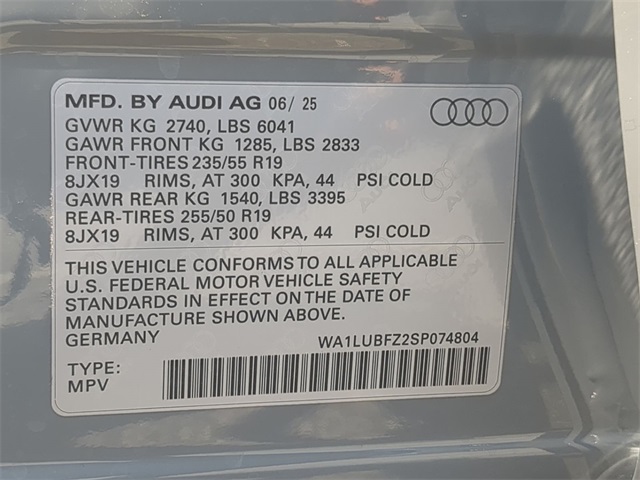 MFD. BY AUDI AG 06/ 25
GVWR KG 2740, LBS 6041
GAWR FRONT KG 1285, LBS 2833
FRONT-TIRES 235/55 R19
8JX19 RIMS, AT 300 KPA, 44 PSI COLD
GAWR REAR KG 1540, LBS 3395
REAR-TIRES 255/50 R19
8JX19 RIMS, AT 300 KPA, 44 PSI COLD
THIS VEHICLE CONFORMS TO ALL APPLICABLE
U.S. FEDERAL MOTOR VEHICLE SAFETY
STANDARDS IN EFFECT ON THE DATE OF
MANUFACTURE SHOWN ABOVE.
GERMANY WA1LUBFZ2SP074804
TYPE:
MPV